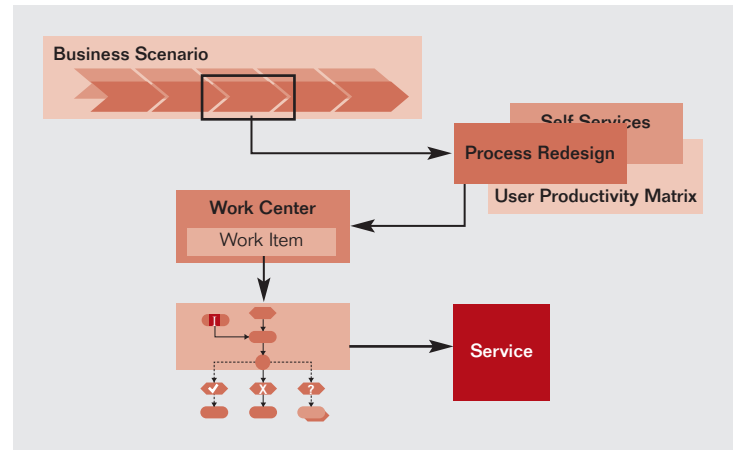 Business Scenario
Self Services
Process Redesign
User Productivity Matrix
Work Center
Work Item
Service
X
?